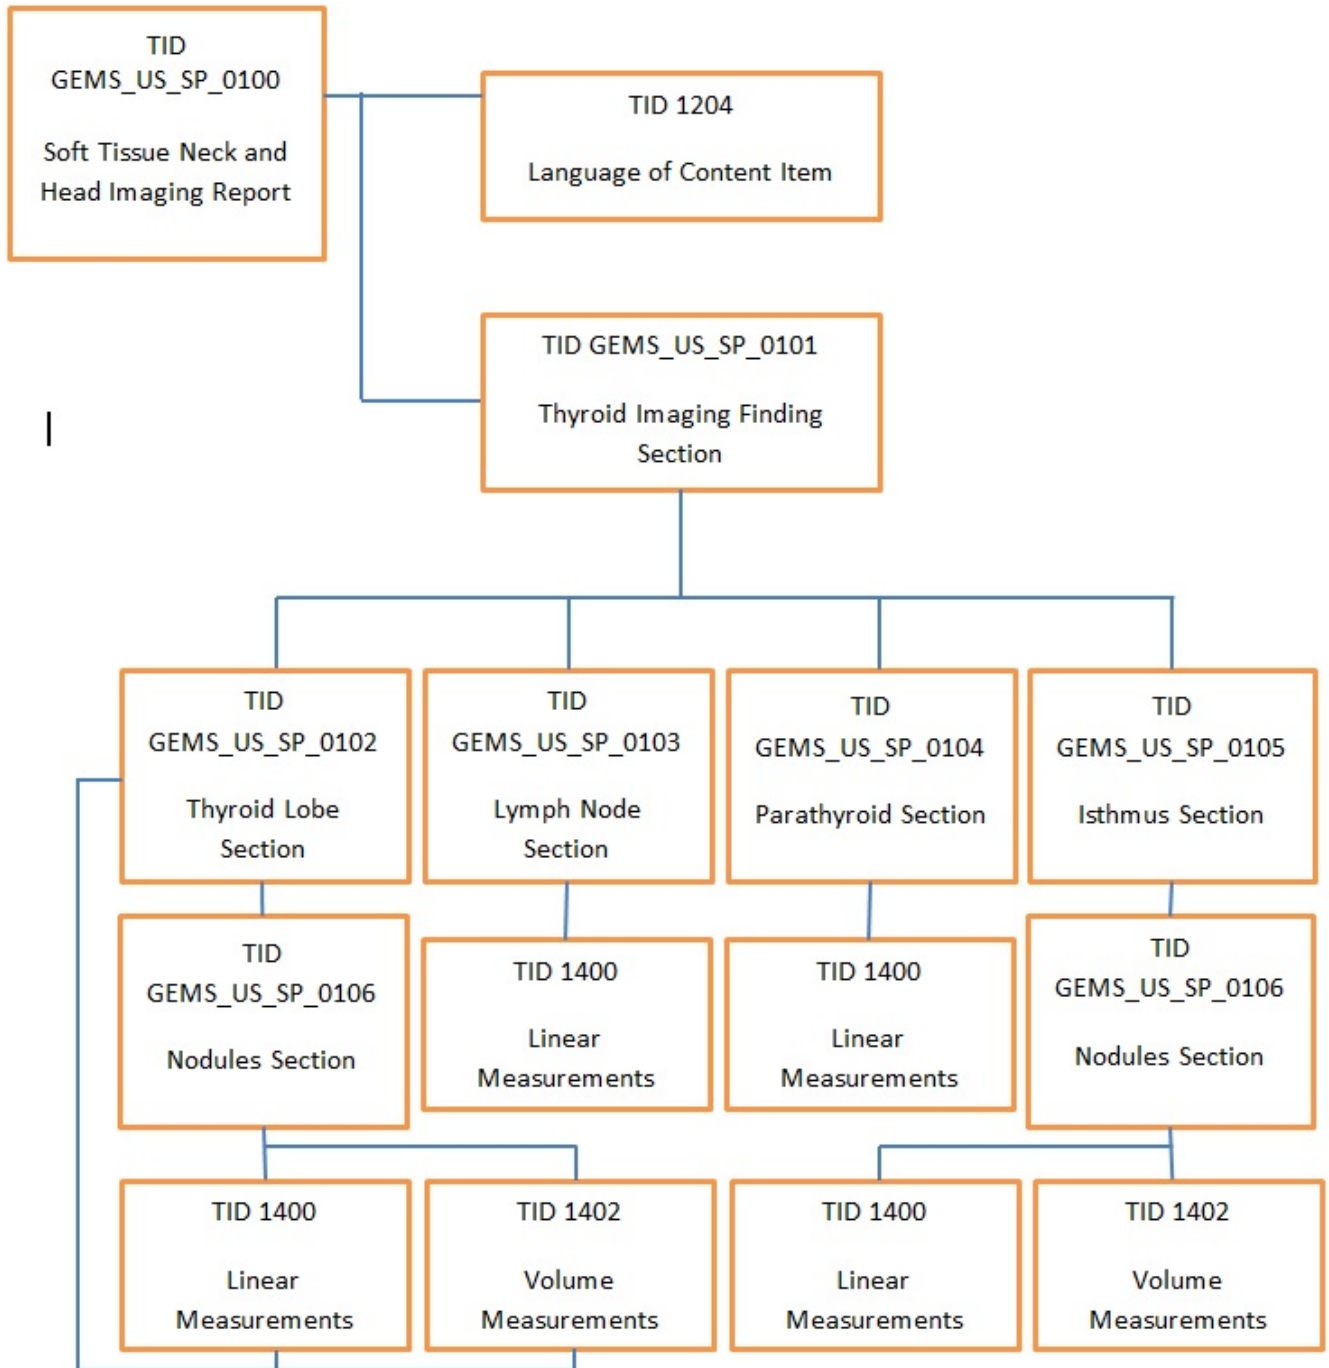 TID
GEMS_US_SP_0100
Soft Tissue Neck and
Head Imaging Report
TID 1204
Language of Content Item
TID GEMS_US_SP_0101
Thyroid Imaging Finding
Section
TID
GEMS_US_SP_0102
Thyroid Lobe
Section
TID
GEMS_US_SP_0103
Lymph Node
Section
TID
GEMS_US_SP_0104
Parathyroid Section
TID
GEMS_US_SP_0105
Isthmus Section
TID
GEMS_US_SP_0106
Nodules Section
TID 1400
Linear
Measurements
TID 1400
Linear
Measurements
TID
GEMS_US_SP_0106
Nodules Section
TID 1400
Linear
Measurements
TID 1402
Volume
Measurements
TID 1400
Linear
Measurements
TID 1402
Volume
Measurements